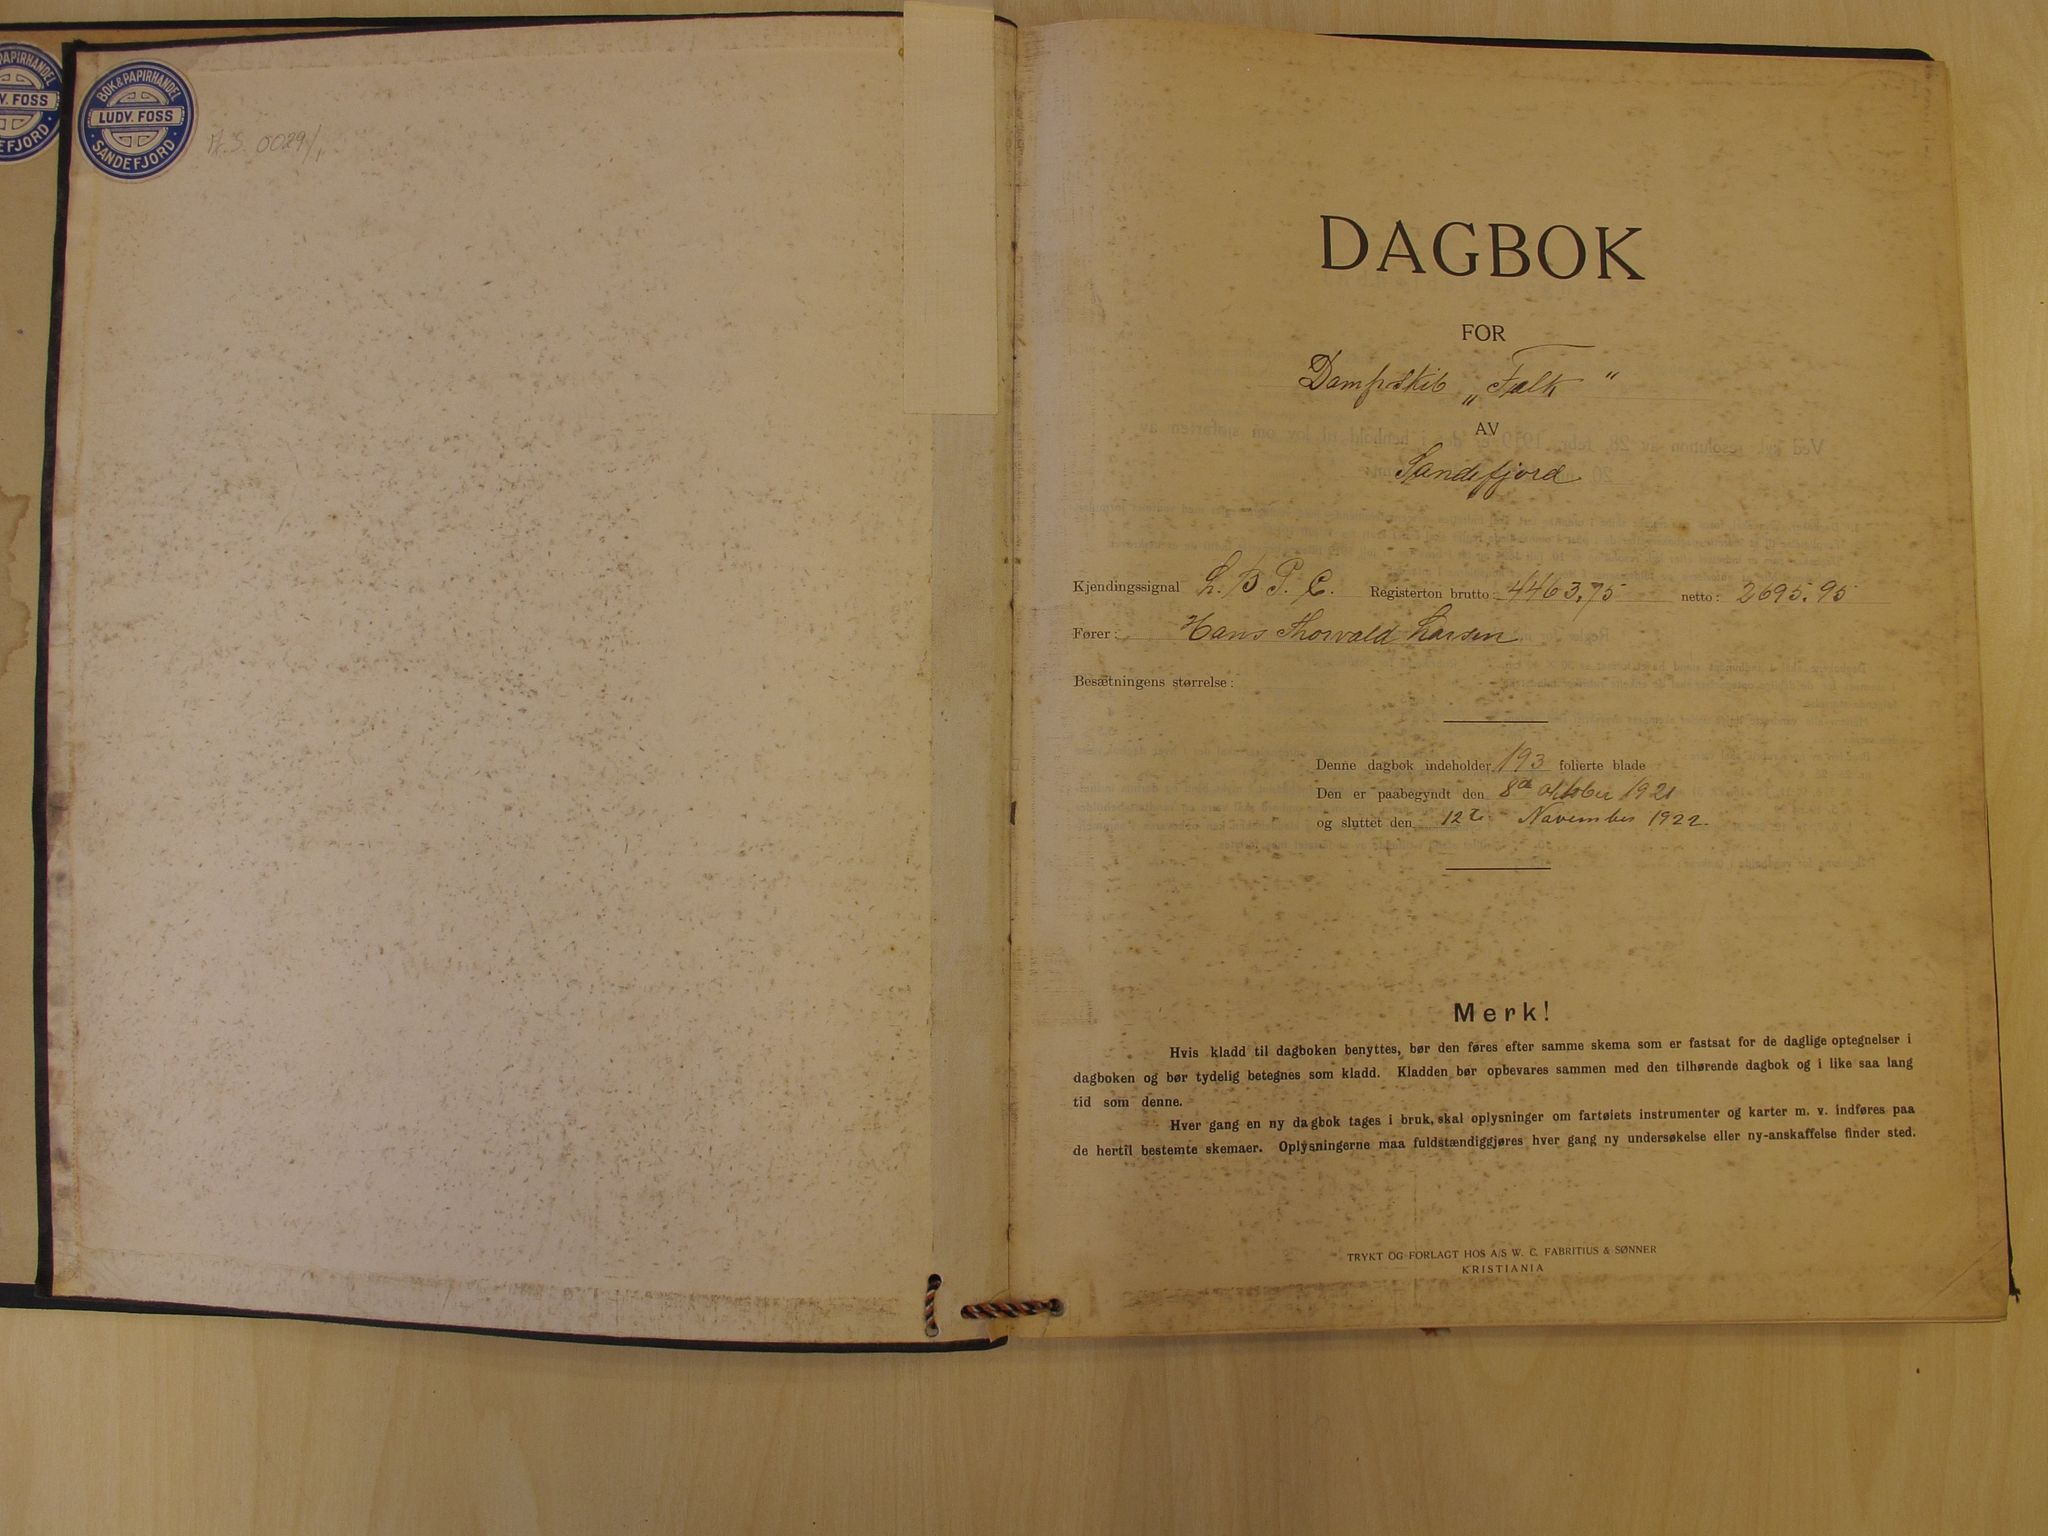 BOK & PAPIRHANDEL
LUDV. FOSS
SANDEFJORD
PAPIRHANDEL
V. FOSS
EFJORD
DAGBOK
FOR
Dampskib „Falk“
AV
Sandefjord
Kjendingssignal L. B. P. C. Registerton brutto: 4463,75 netto: 2695.95
Fører: Hans Thorvald Larsen
Besætningens størrelse:
Denne dagbok indeholder 193 folierte blade
Den er paabegyndt den 8de Oktober 1921
og sluttet den 12te November 1922.
Merk!
Hvis kladd til dagboken benyttes, bør den føres efter samme skema som er fastsat for de daglige optegnelser i
dagboken og bør tydelig betegnes som kladd. Kladden bør opbevares sammen med den tilhørende dagbok og i like saa lang
tid som denne.
Hver gang en ny dagbok tages i bruk, skal oplysninger om fartøiets instrumenter og karter m. v. indføres paa
de hertil bestemte skemaer. Oplysningerne maa fuldstændiggjøres hver gang ny undersøkelse eller ny-anskaffelse finder sted.
TRYKT OG FORLAGT HOS A/S W. C. FABRITIUS & SØNNER
KRISTIANIA